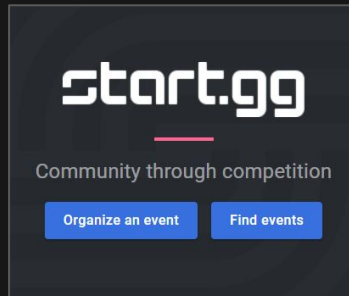 start.gg
Community through competition
Organize an event
Find events